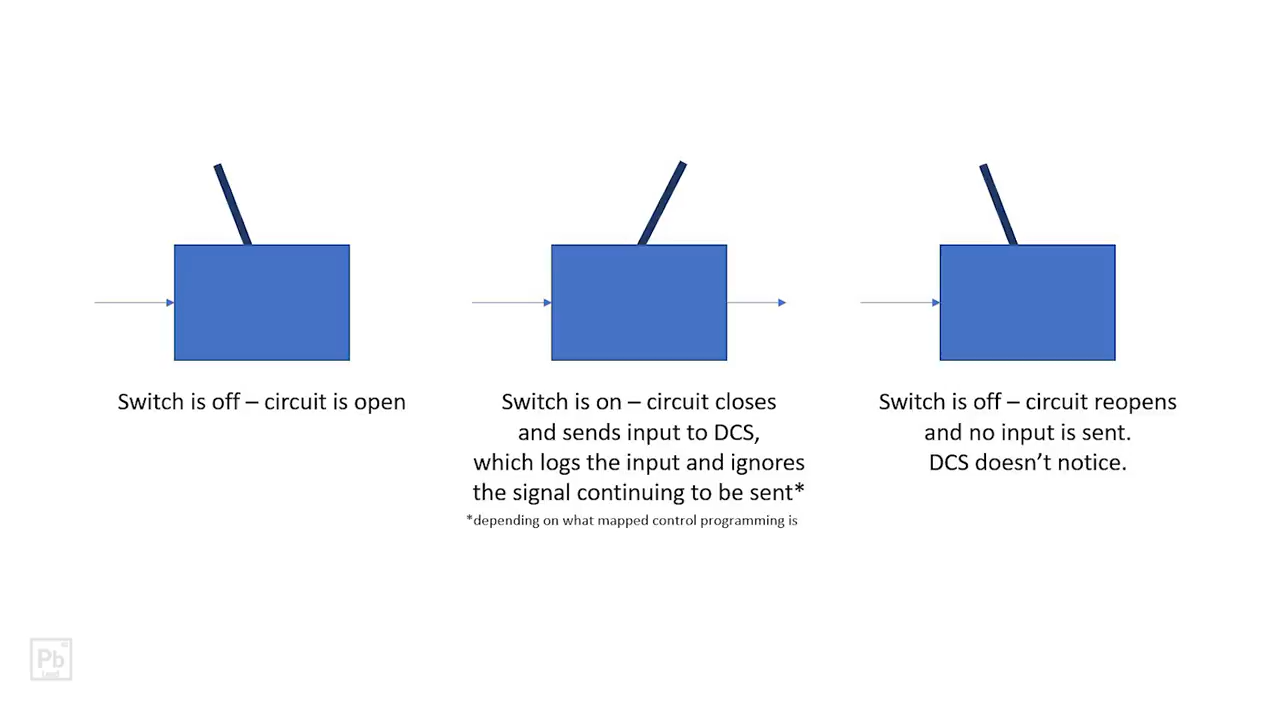 Switch is off – circuit is open
Switch is on – circuit closes
and sends input to DCS,
which logs the input and ignores
the signal continuing to be sent*
*depending on what mapped control programming is
Switch is off – circuit reopens
and no input is sent.
DCS doesn’t notice.
Pb
Lead